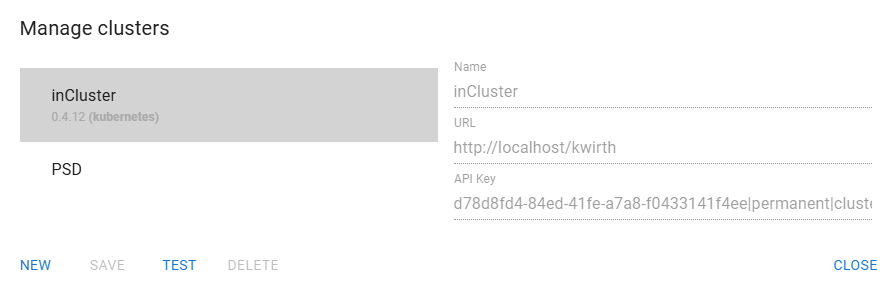 Manage clusters
inCluster
0.4.12 (kubernetes)
PSD
Name
inCluster
URL
http://localhost/kwirth
API Key
d78d8fd4-84ed-41fe-a7a8-f0433141f4ee|permanent|cluste
NEW SAVE TEST DELETE CLOSE